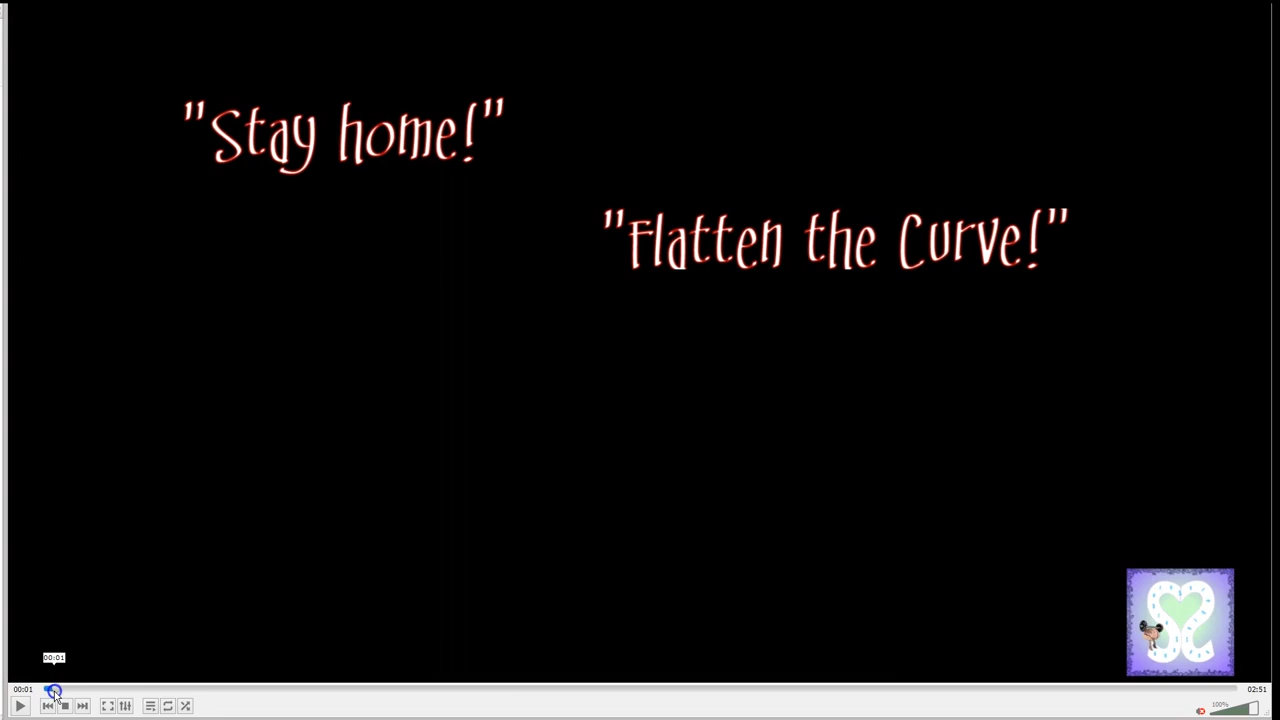 "Stay home!"
"Flatten the Curve!"
00:01
00:01
02:51
100%